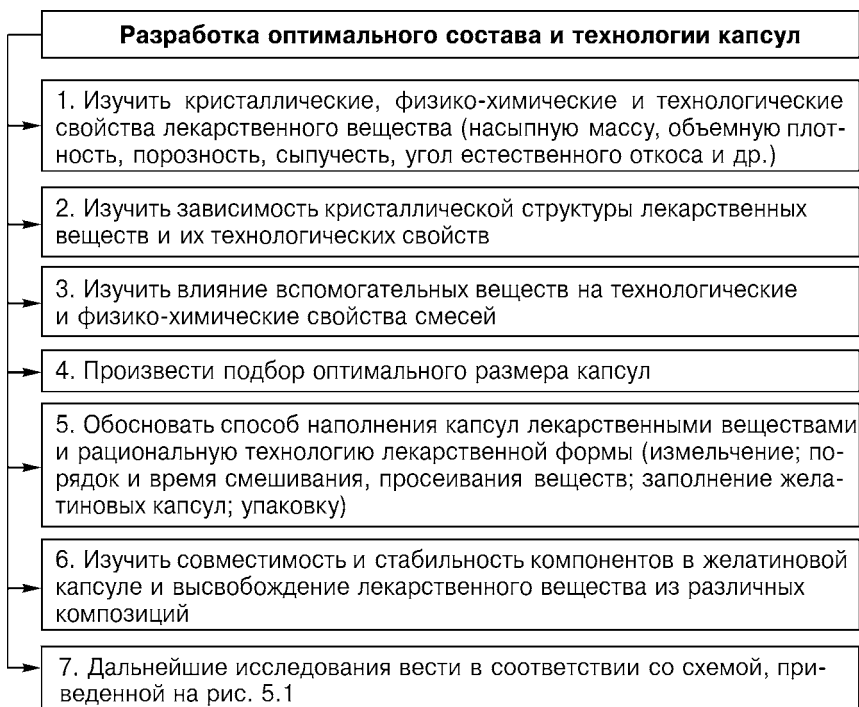 Разработка оптимального состава и технологии капсул
1. Изучить кристаллические, физико-химические и технологические
свойства лекарственного вещества (насыпную массу, объемную плот-
ность, порозность, сыпучесть, угол естественного откоса и др.)
2. Изучить зависимость кристаллической структуры лекарственных
веществ и их технологических свойств
3. Изучить влияние вспомогательных веществ на технологические
и физико-химические свойства смесей
4. Произвести подбор оптимального размера капсул
5. Обосновать способ наполнения капсул лекарственными веществами
и рациональную технологию лекарственной формы (измельчение; по-
рядок и время смешивания, просеивания веществ; заполнение жела-
тиновых капсул; упаковку)
6. Изучить совместимость и стабильность компонентов в желатиновой
капсуле и высвобождение лекарственного вещества из различных
композиций
7. Дальнейшие исследования вести в соответствии со схемой, при-
веденной на рис. 5.1